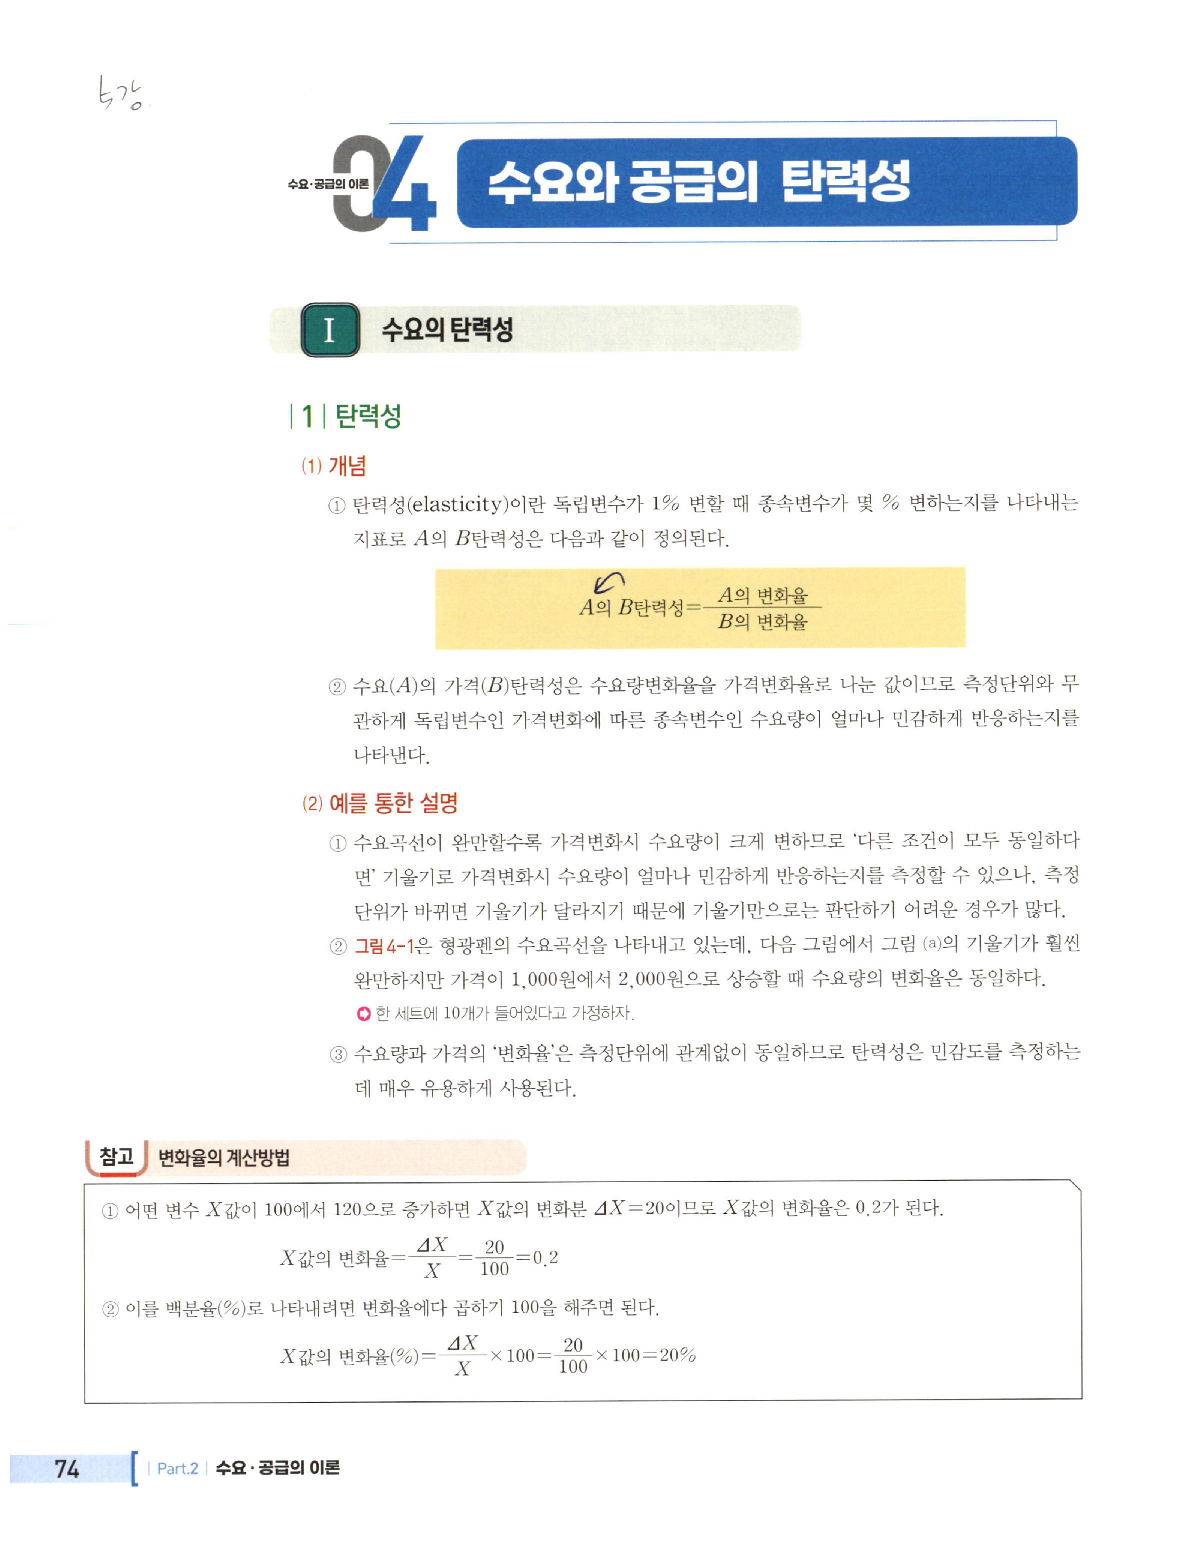 특강.
수요·공급의 이론 04 수요와 공급의 탄력성
I 수요의 탄력성
|1| 탄력성
(1) 개념
① 탄력성(elasticity)이란 독립변수가 1% 변할 때 종속변수가 몇 % 변하는지를 나타내는
지표로 A의 B탄력성은 다음과 같이 정의된다.
A의 B탄력성=A의 변화율/B의 변화율
② 수요(A)의 가격(B)탄력성은 수요량변화율을 가격변화율로 나눈 값이므로 측정단위와 무
관하게 독립변수인 가격변화에 따른 종속변수인 수요량이 얼마나 민감하게 반응하는지를
나타낸다.
(2) 예를 통한 설명
① 수요곡선이 완만할수록 가격변화시 수요량이 크게 변하므로 ‘다른 조건이 모두 동일하다
면’ 기울기로 가격변화시 수요량이 얼마나 민감하게 반응하는지를 측정할 수 있으나, 측정
단위가 바뀌면 기울기가 달라지기 때문에 기울기만으로는 판단하기 어려운 경우가 많다.
② 그림 4-1은 형광펜의 수요곡선을 나타내고 있는데, 다음 그림에서 그림 (a)의 기울기가 훨씬
완만하지만 가격이 1,000원에서 2,000원으로 상승할 때 수요량의 변화율은 동일하다.
한 세트에 10개가 들어있다고 가정하자.
③ 수요량과 가격의 ‘변화율’은 측정단위에 관계없이 동일하므로 탄력성은 민감도를 측정하는
데 매우 유용하게 사용된다.
참고 변화율의 계산방법
① 어떤 변수 X값이 100에서 120으로 증가하면 X값의 변화분 ΔX=20이므로 X값의 변화율은 0.2가 된다.
X값의 변화율=ΔX/X=20/100=0.2
② 이를 백분율(%)로 나타내려면 변화율에다 곱하기 100을 해주면 된다.
X값의 변화율(%)=ΔX/X×100=20/100×100=20%
74 | Part.2 | 수요·공급의 이론